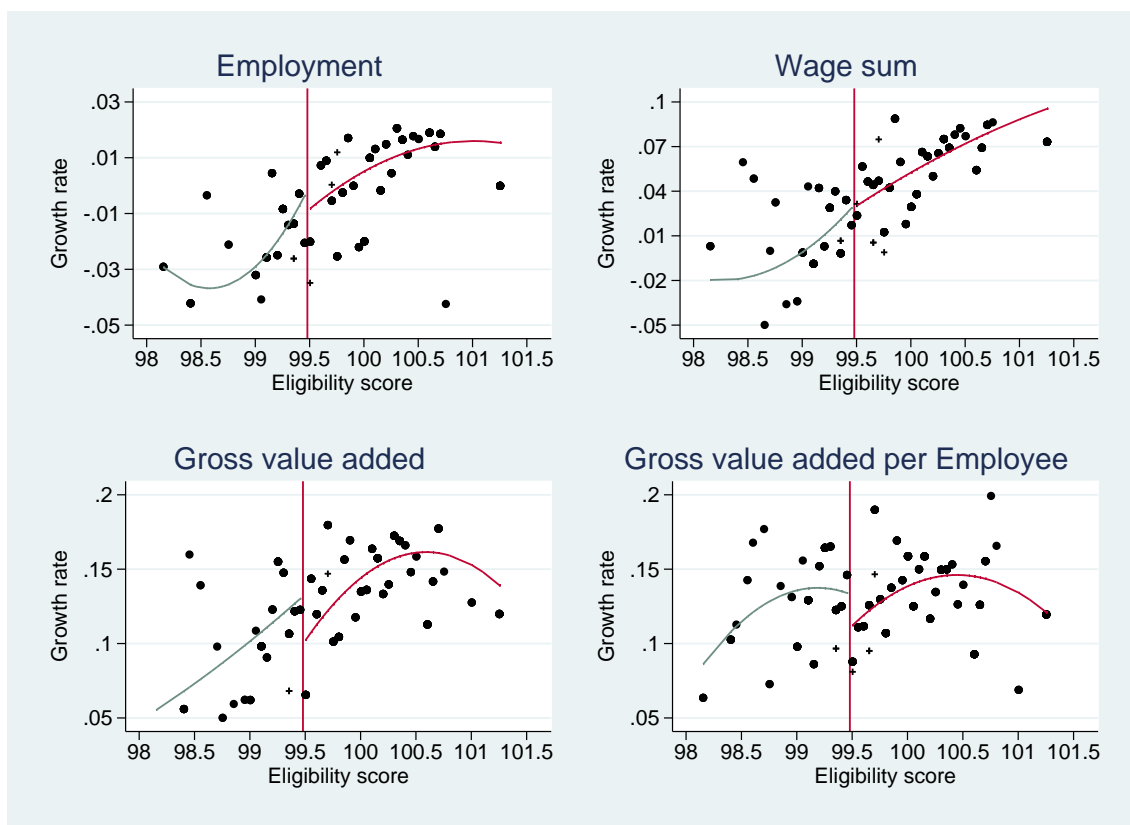 Employment
Growth rate
.03
.01
-.01
-.03
-.05
98 98.5 99 99.5 100 100.5 101 101.5
Eligibility score
Wage sum
Growth rate
.1
.07
.04
.01
-.02
-.05
98 98.5 99 99.5 100 100.5 101 101.5
Eligibility score
Gross value added
Growth rate
.2
.15
.1
.05
98 98.5 99 99.5 100 100.5 101 101.5
Eligibility score
Gross value added per Employee
Growth rate
.2
.15
.1
.05
98 98.5 99 99.5 100 100.5 101 101.5
Eligibility score